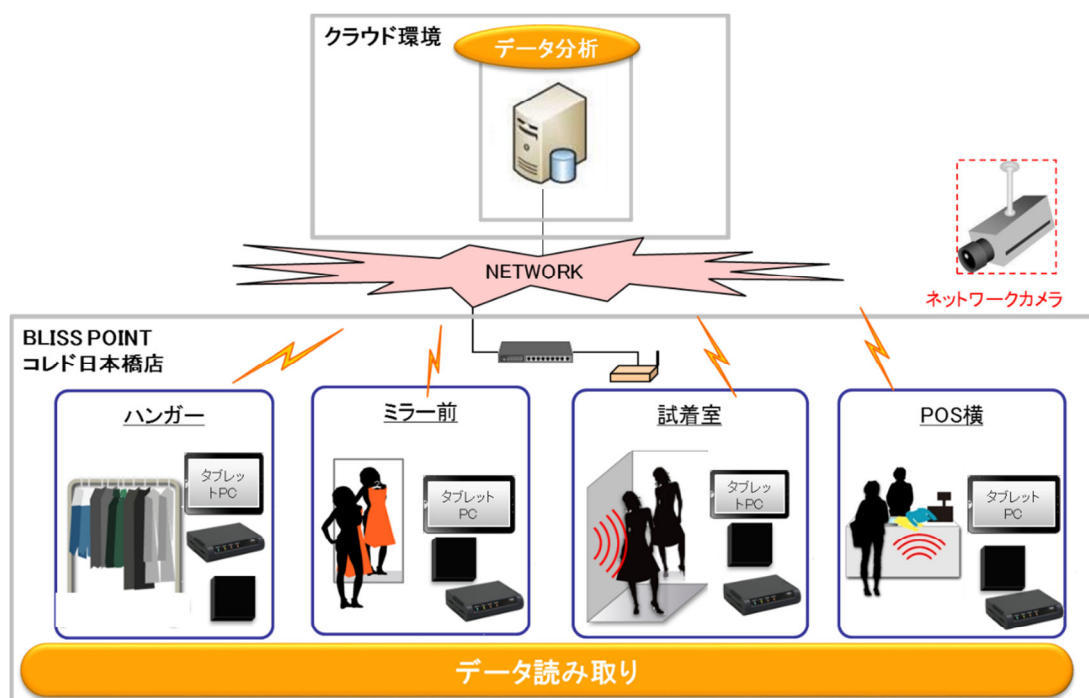 クラウド環境
データ分析
NETWORK
ネットワークカメラ
BLISS POINT
コレド日本橋店
ハンガー
タブレッ
トPC
ミラー前
タブレット
PC
試着室
タブレッ
トPC
POS横
タブレット
PC
データ読み取り